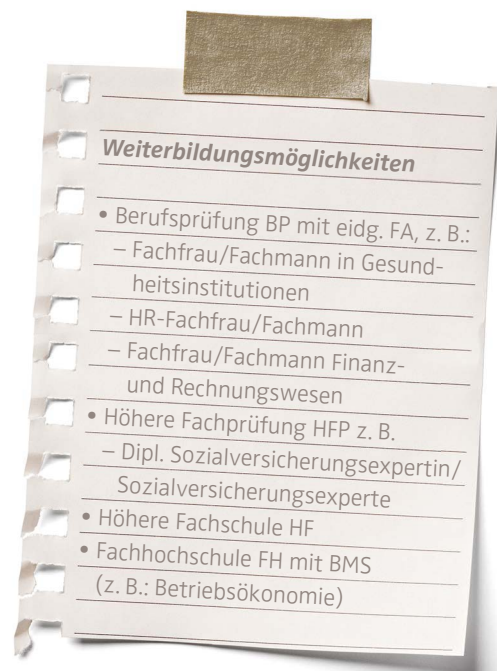 Weiterbildungsmöglichkeiten
• Berufsprüfung BP mit eidg. FA, z. B.:
– Fachfrau/Fachmann in Gesund-
heitsinstitutionen
– HR-Fachfrau/Fachmann
– Fachfrau/Fachmann Finanz-
und Rechnungswesen
• Höhere Fachprüfung HFP z. B.
– Dipl. Sozialversicherungsexpertin/
Sozialversicherungsexperte
• Höhere Fachschule HF
• Fachhochschule FH mit BMS
(z. B.: Betriebsökonomie)